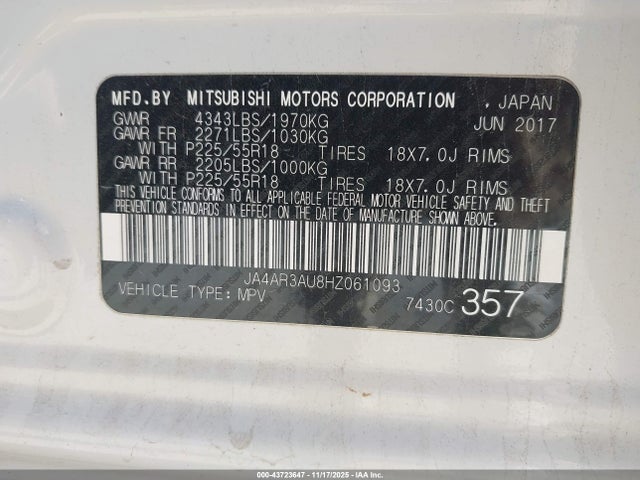 MFD.BY MITSUBISHI MOTORS CORPORATION , JAPAN
GVWR 4343LBS/1970KG JUN 2017
GAWR FR 2271LBS/1030KG
WITH P225/55R18 TIRES 18X7.0J RIMS
GAWR RR 2205LBS/1000KG
WITH P225/55R18 TIRES 18X7.0J RIMS
THIS VEHICLE CONFORMS TO ALL APPLICABLE FEDERAL MOTOR VEHICLE SAFETY AND THEFT
PREVENTION STANDARDS IN EFFECT ON THE DATE OF MANUFACTURE SHOWN ABOVE.
JA4AR3AU8HZ061093
VEHICLE TYPE: MPV 7430C 357
000-43723647 - 11/17/2025 - IAAI